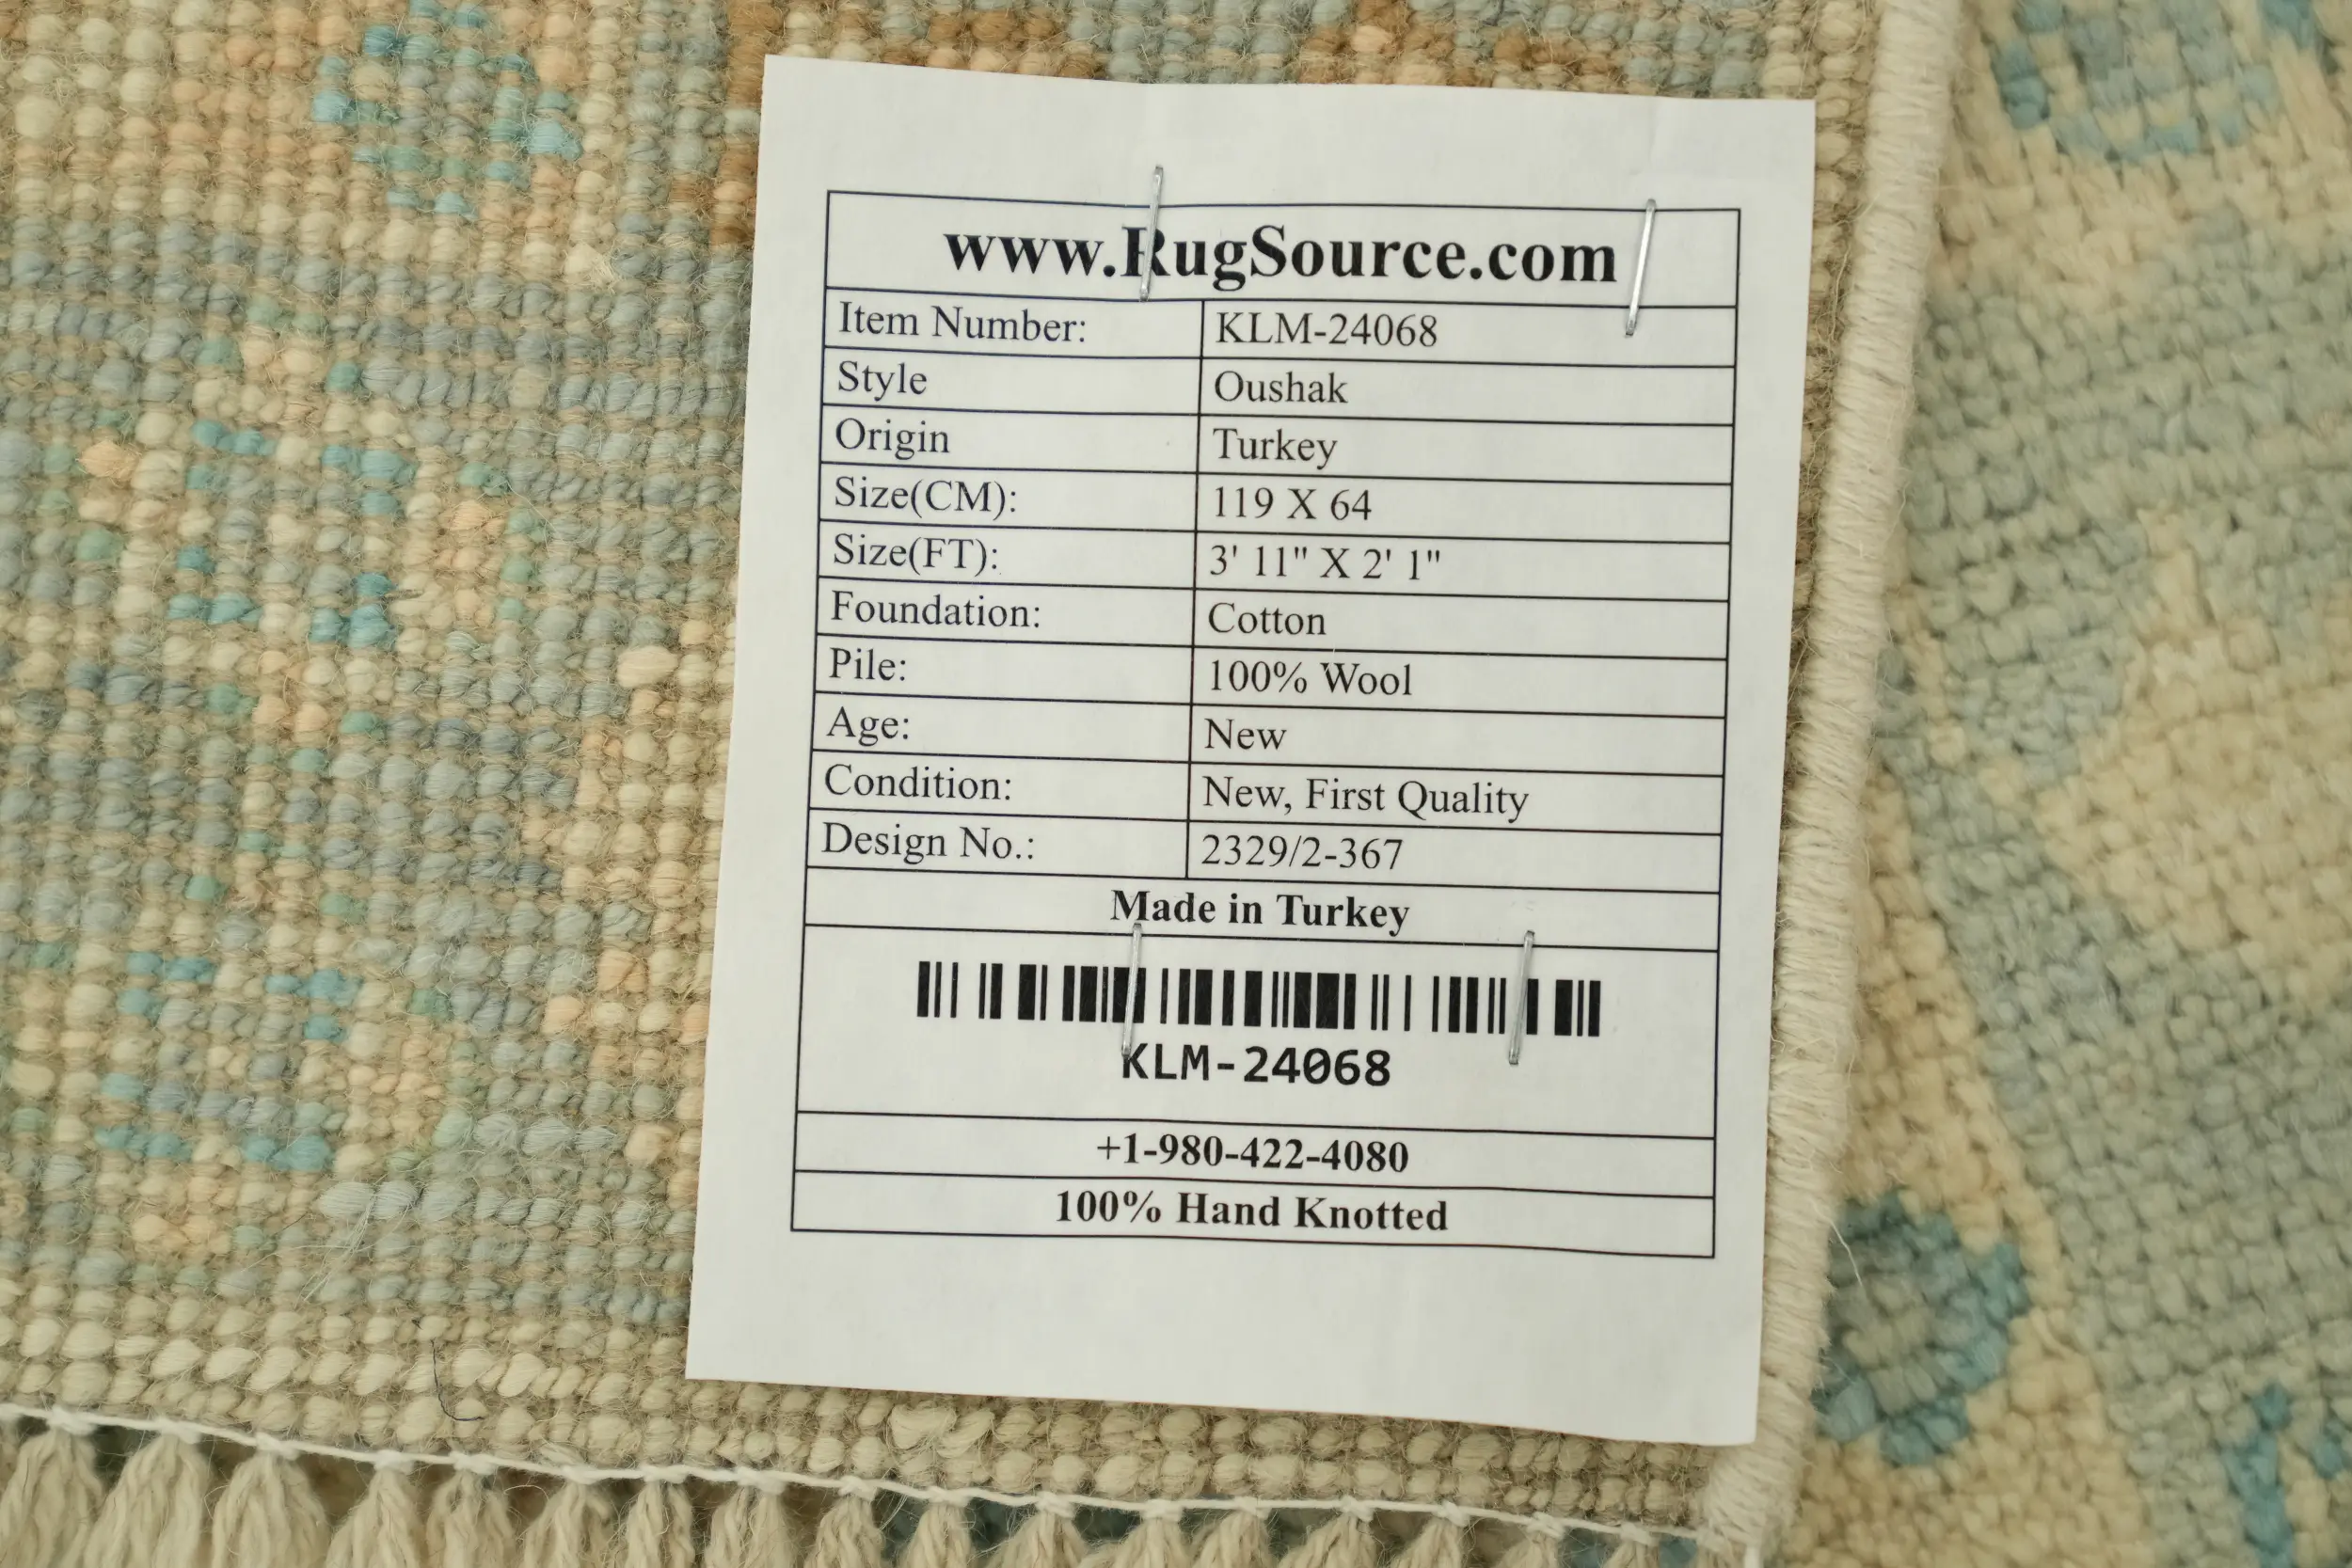 www.RugSource.com
Item Number: KLM-24068
Style Oushak
Origin Turkey
Size(CM): 119 X 64
Size(FT): 3' 11" X 2' 1"
Foundation: Cotton
Pile: 100% Wool
Age: New
Condition: New, First Quality
Design No.: 2329/2-367
Made in Turkey
KLM-24068
+1-980-422-4080
100% Hand Knotted